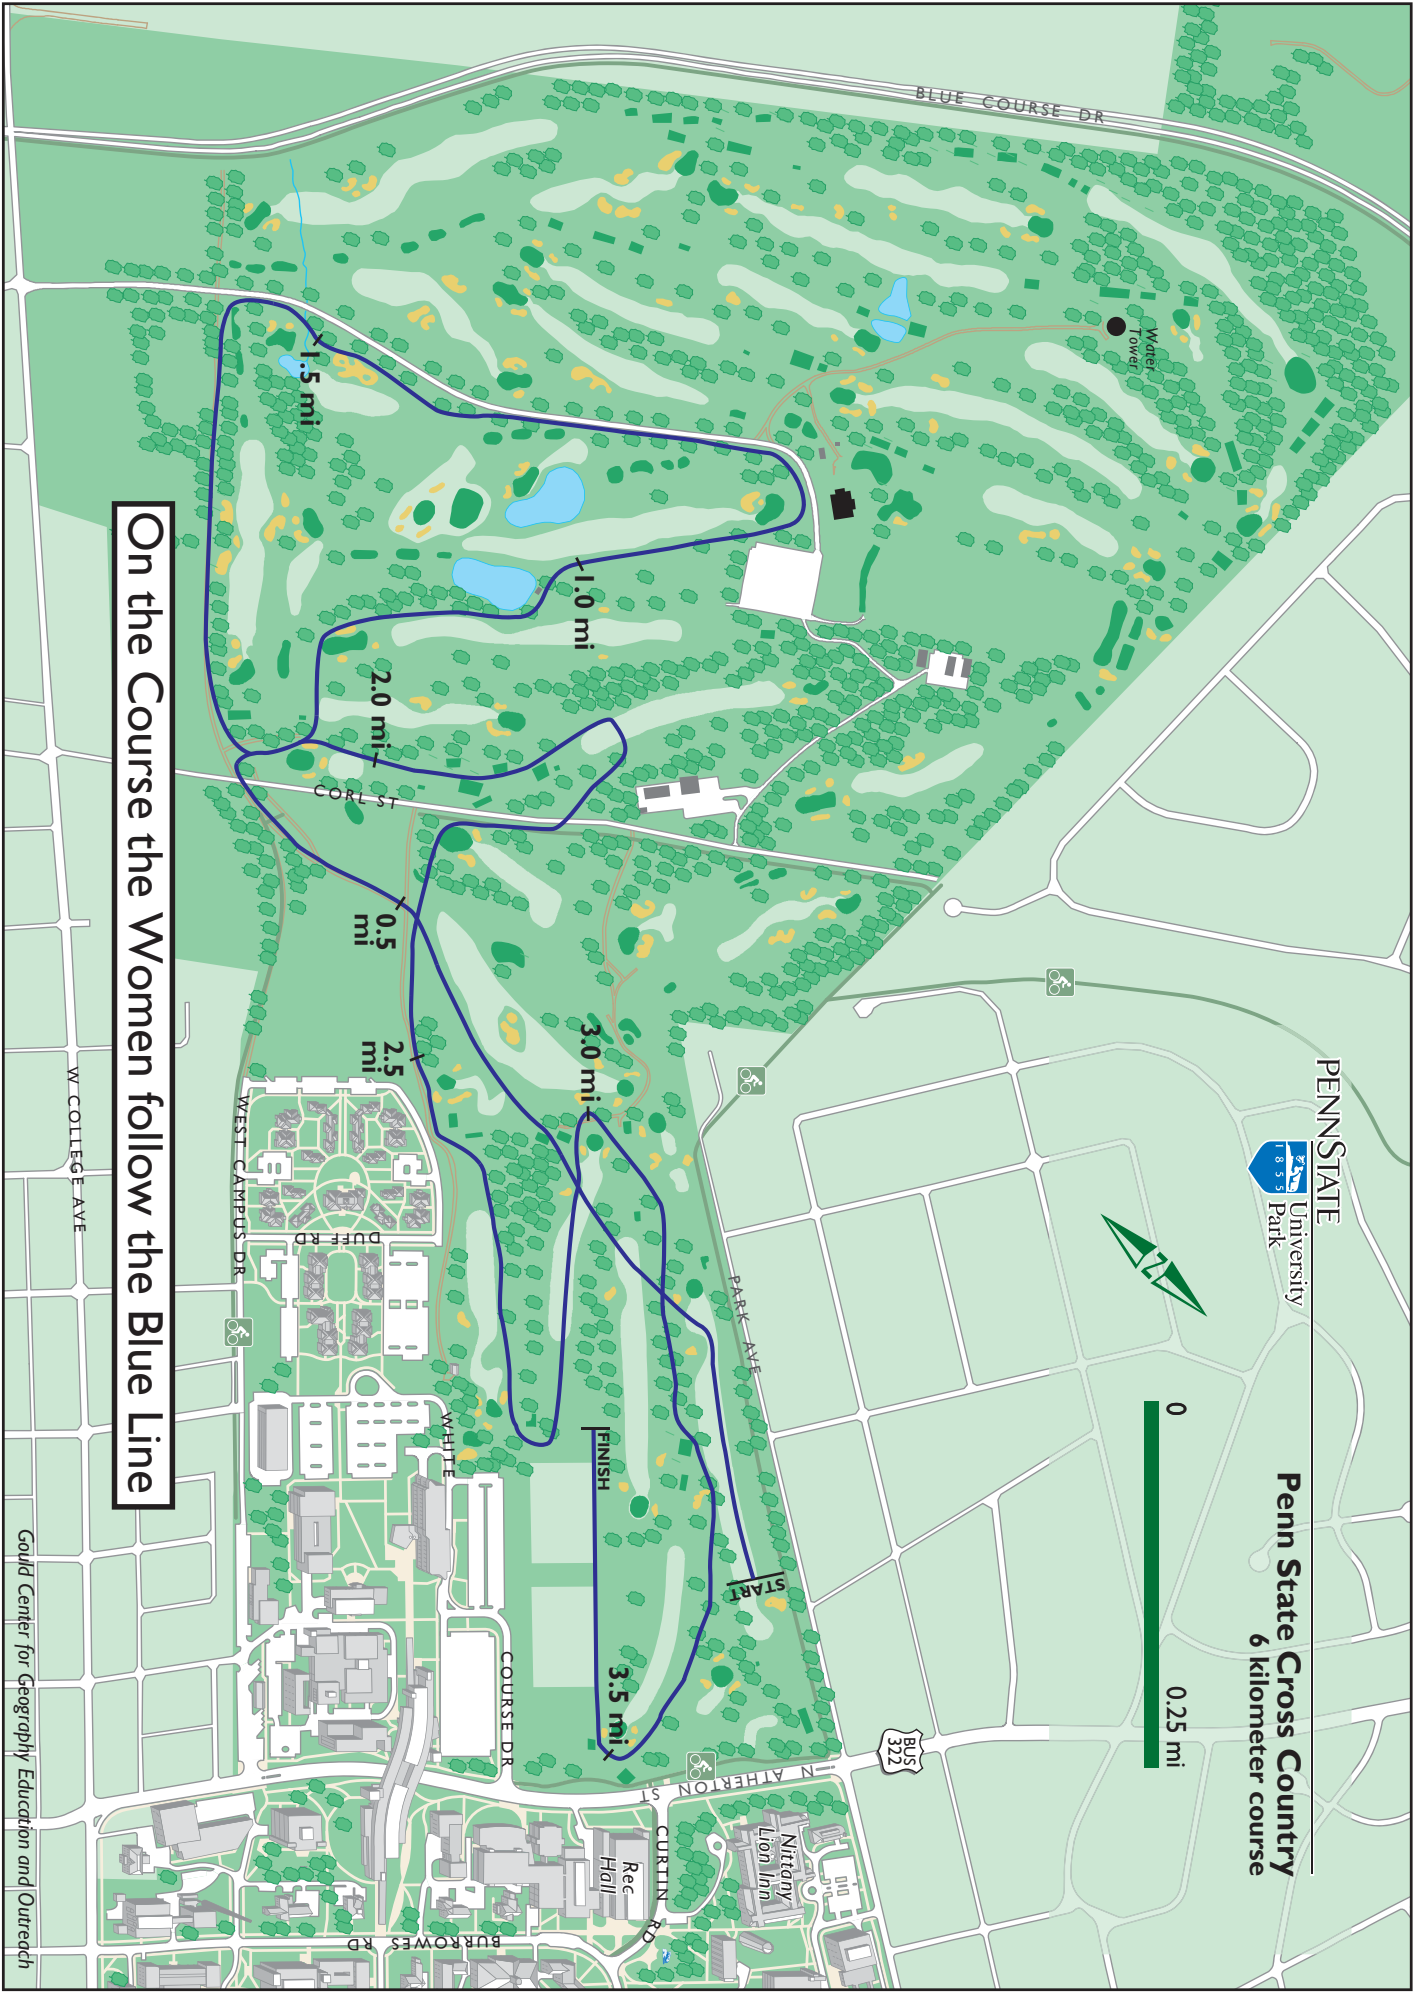 PENNSTATE
1855
University
Park
Penn State Cross Country
6 kilometer course
0
0.25 mi
N
BLUE COURSE DR
Water
Tower
1.5 mi
1.0 mi
2.0 mi
CORL ST
0.5
mi
2.5
mi
3.0 mi
3.5 mi
FINISH
START
PARK AVE
BUS
322
N ATHERTON ST
W COLLEGE AVE
WEST CAMPUS DR
DUFF RD
WHITE COURSE DR
CURTIN RD
BURROWES RD
Rec
Hall
Nittany
Lion Inn
On the Course the Women follow the Blue Line
Gould Center for Geography Education and Outreach